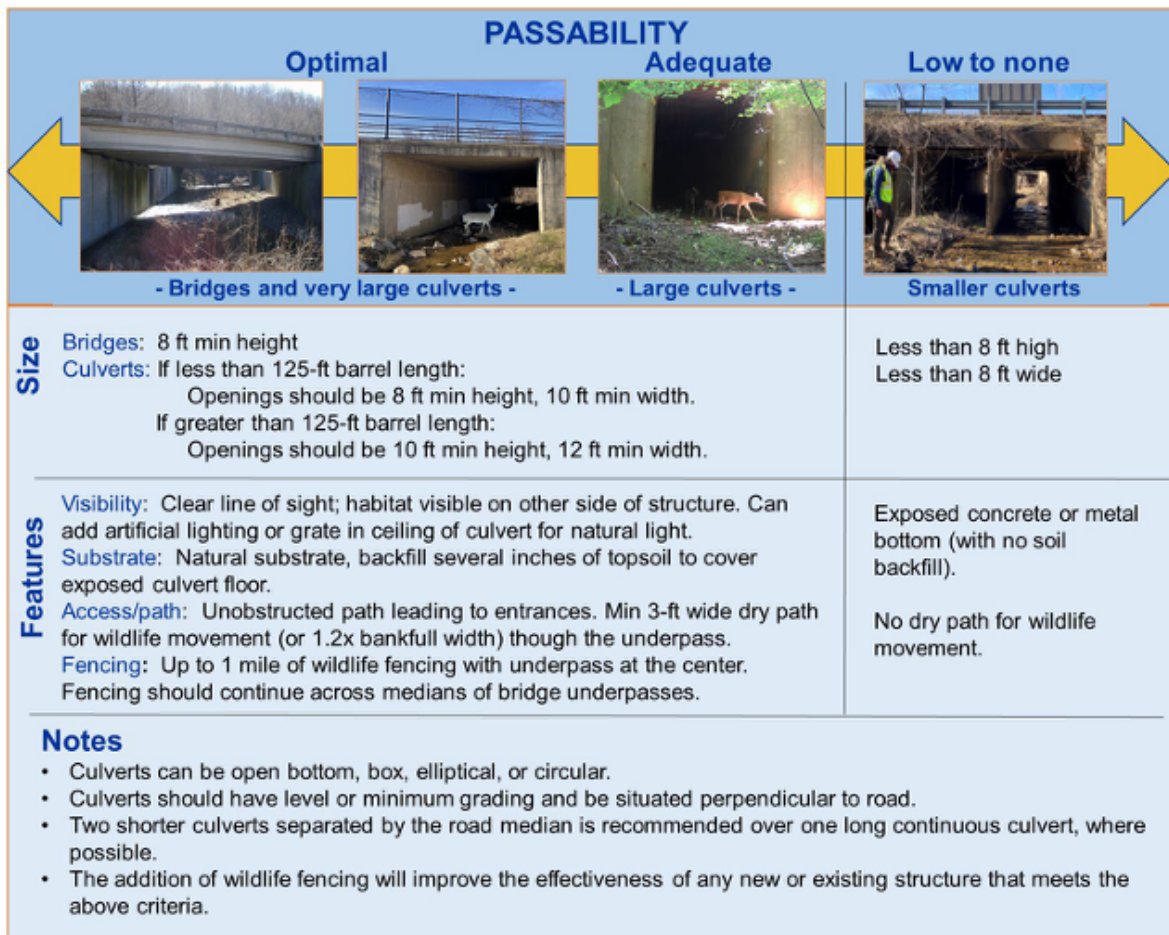 PASSABILITY
Optimal
Adequate
Low to none
- Bridges and very large culverts -
- Large culverts -
Smaller culverts
Size
Bridges: 8 ft min height
Culverts: If less than 125-ft barrel length:
Openings should be 8 ft min height, 10 ft min width.
If greater than 125-ft barrel length:
Openings should be 10 ft min height, 12 ft min width.
Less than 8 ft high
Less than 8 ft wide
Features
Visibility: Clear line of sight; habitat visible on other side of structure. Can
add artificial lighting or grate in ceiling of culvert for natural light.
Substrate: Natural substrate, backfill several inches of topsoil to cover
exposed culvert floor.
Access/path: Unobstructed path leading to entrances. Min 3-ft wide dry path
for wildlife movement (or 1.2x bankfull width) though the underpass.
Fencing: Up to 1 mile of wildlife fencing with underpass at the center.
Fencing should continue across medians of bridge underpasses.
Exposed concrete or metal
bottom (with no soil
backfill).
No dry path for wildlife
movement.
Notes
• Culverts can be open bottom, box, elliptical, or circular.
• Culverts should have level or minimum grading and be situated perpendicular to road.
• Two shorter culverts separated by the road median is recommended over one long continuous culvert, where
possible.
• The addition of wildlife fencing will improve the effectiveness of any new or existing structure that meets the
above criteria.